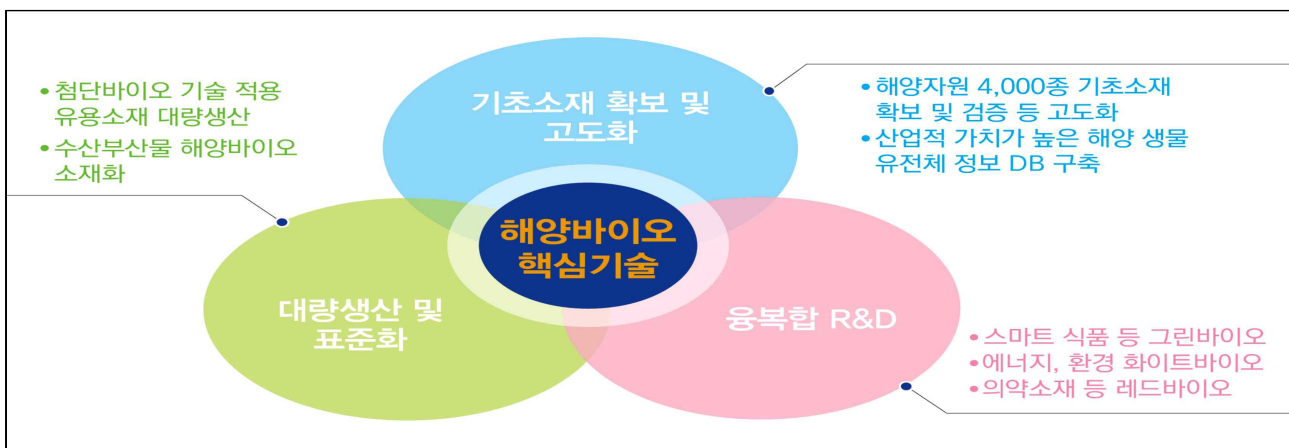 • 첨단바이오 기술 적용
유용소재 대량생산
• 수산부산물 해양바이오
소재화
기초소재 확보 및
고도화
• 해양자원 4,000종 기초소재
확보 및 검증 등 고도화
• 산업적 가치가 높은 해양 생물
유전체 정보 DB 구축
해양바이오
핵심기술
대량생산 및
표준화
융복합 R&D
• 스마트 식품 등 그린바이오
• 에너지, 환경 화이트바이오
• 의약소재 등 레드바이오